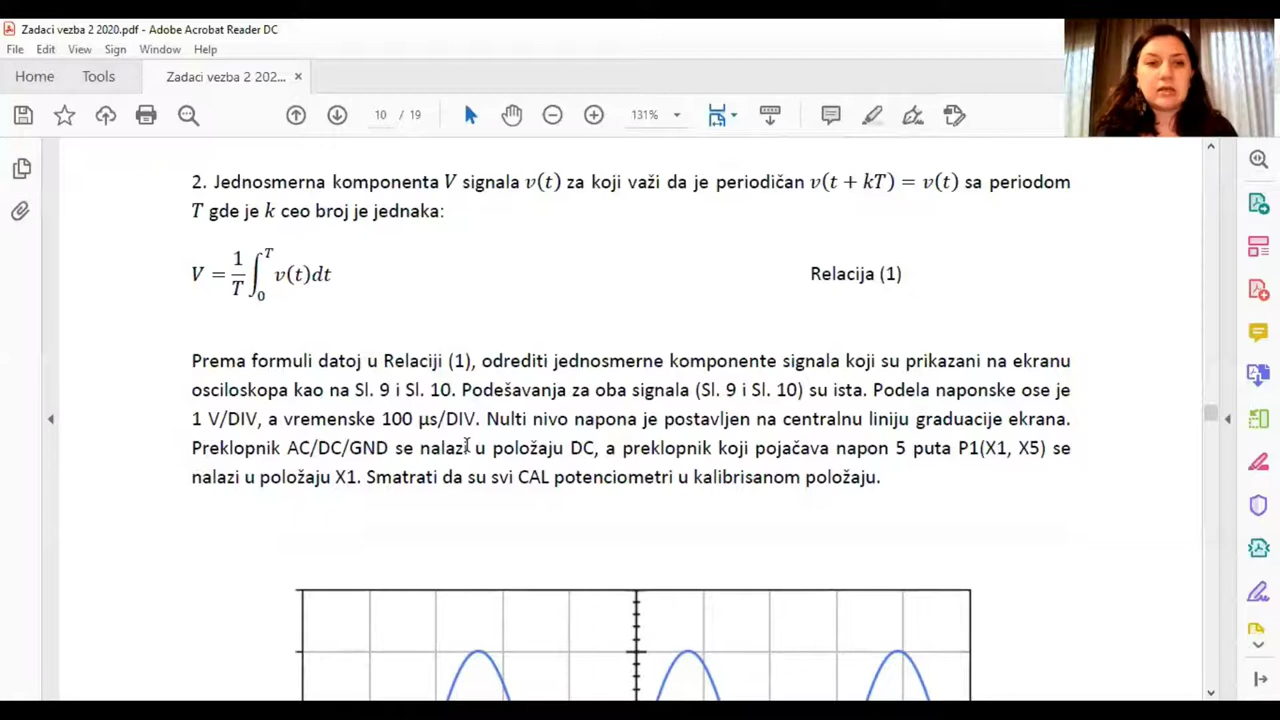 Zadaci vezba 2 2020.pdf - Adobe Acrobat Reader DC
File Edit View Sign Window Help
Home Tools Zadaci vezba 2 202... ×
10 / 19 131%
2. Jednosmerna komponenta V signala v(t) za koji važi da je periodičan v(t + kT) = v(t) sa periodom
T gde je k ceo broj je jednaka:
V = 1/T ∫₀ᵀ v(t)dt Relacija (1)
Prema formuli datoj u Relaciji (1), odrediti jednosmerne komponente signala koji su prikazani na ekranu
osciloskopa kao na Sl. 9 i Sl. 10. Podešavanja za oba signala (Sl. 9 i Sl. 10) su ista. Podela naponske ose je
1 V/DIV, a vremenske 100 µs/DIV. Nulti nivo napona je postavljen na centralnu liniju graduacije ekrana.
Preklopnik AC/DC/GND se nalazi u položaju DC, a preklopnik koji pojačava napon 5 puta P1(X1, X5) se
nalazi u položaju X1. Smatrati da su svi CAL potenciometri u kalibrisanom položaju.